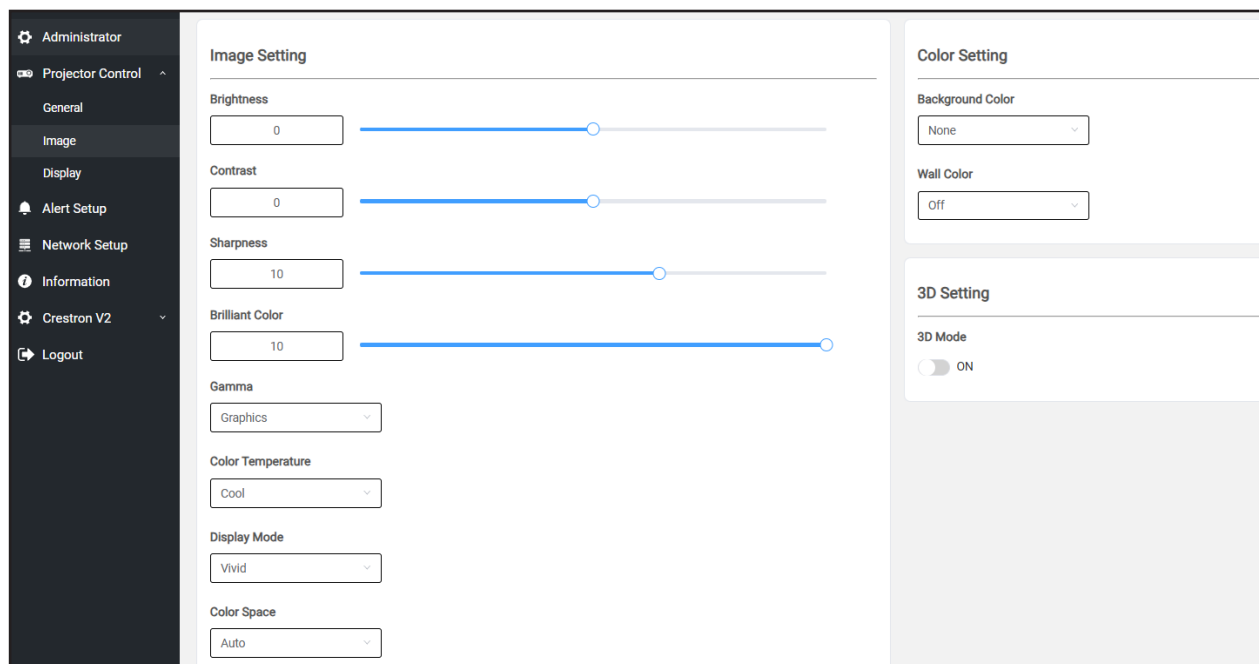 Administrator
Projector Control
General
Image
Display
Alert Setup
Network Setup
Information
Crestron V2
Logout
Image Setting
Brightness
0
Contrast
0
Sharpness
10
Brilliant Color
10
Gamma
Graphics
Color Temperature
Cool
Display Mode
Vivid
Color Space
Auto
Color Setting
Background Color
None
Wall Color
Off
3D Setting
3D Mode
ON